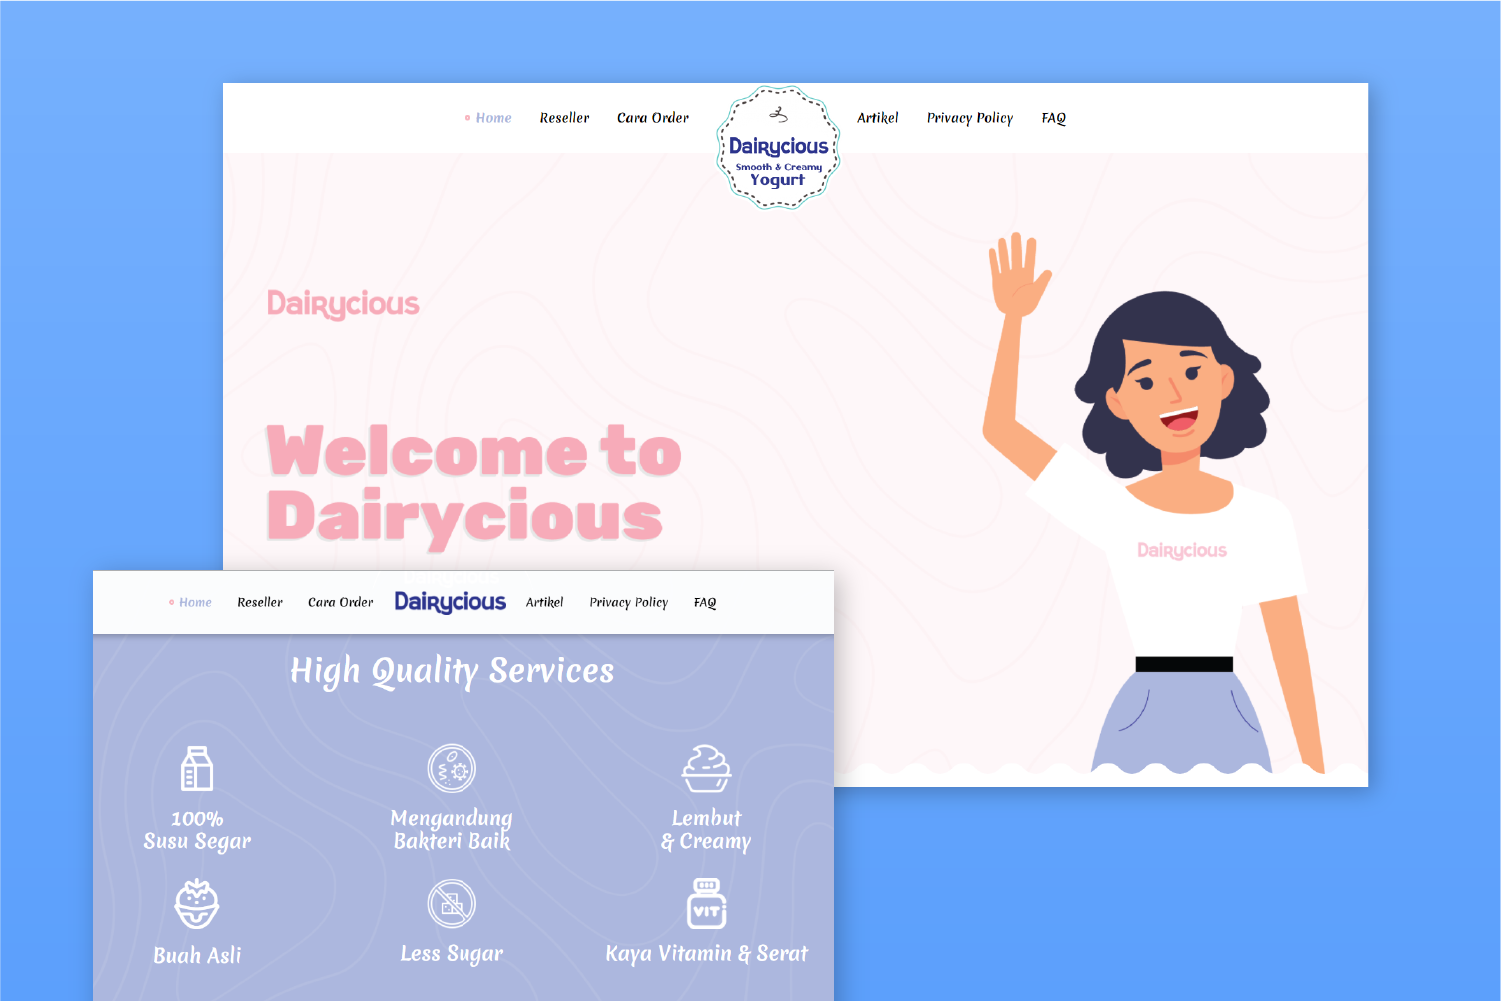 Home Reseller Cara Order Artikel Privacy Policy FAQ
Dairycious
Smooth & Creamy
Yogurt
Dairycious
Welcome to
Dairycious
Dairycious
Dairycious
Home Reseller Cara Order Dairycious Artikel Privacy Policy FAQ
High Quality Services
100%
Susu Segar
Mengandung
Bakteri Baik
Lembut
& Creamy
VIT
Buah Asli
Less Sugar
Kaya Vitamin & Serat